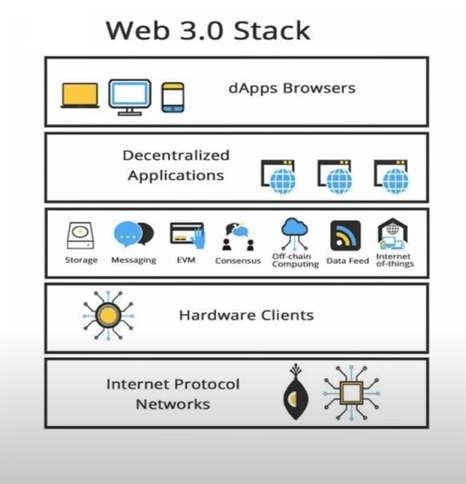 Web 3.0 Stack
dApps Browsers
Decentralized
Applications
Storage
Messaging
EVM
Consensus
Off-chain
Computing
Data Feed
Internet
of-things
Hardware Clients
Internet Protocol
Networks